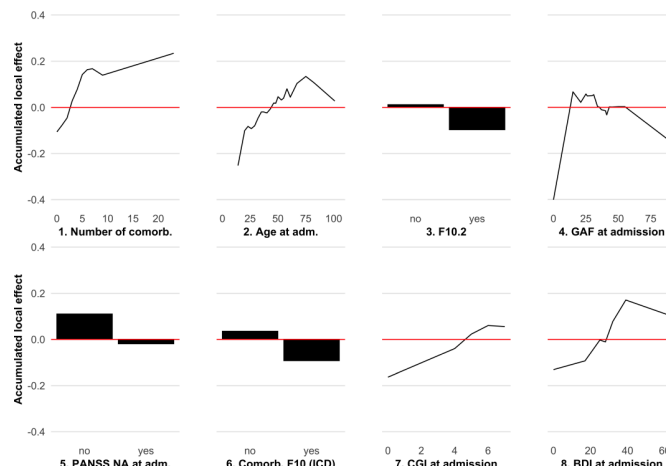 0.4
0.2
0.0
-0.2
-0.4
Accumulated local effect
0 5 10 15 20
1. Number of comorb.
0 25 50 75 100
2. Age at adm.
no yes
3. F10.2
0 25 50 75
4. GAF at admission
0.4
0.2
0.0
-0.2
-0.4
Accumulated local effect
no yes
5. PANSS NA at adm.
no yes
6. Comorb. F10 (ICD)
0 2 4 6
7. CGI at admission
0 20 40 60
8. BDI at admission